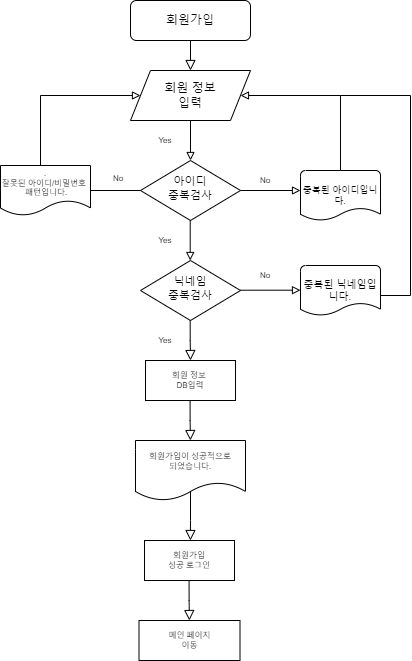 회원가입
회원 정보
입력
Yes
.
잘못된 아이디/비밀번호
패턴입니다.
No
아이디
중복검사
No
중복된 아이디입니
다.
Yes
닉네임
중복검사
No
중복된 닉네임입
니다.
Yes
회원 정보
DB입력
회원가입이 성공적으로
되었습니다.
회원가입
성공 로그인
메인 페이지
이동